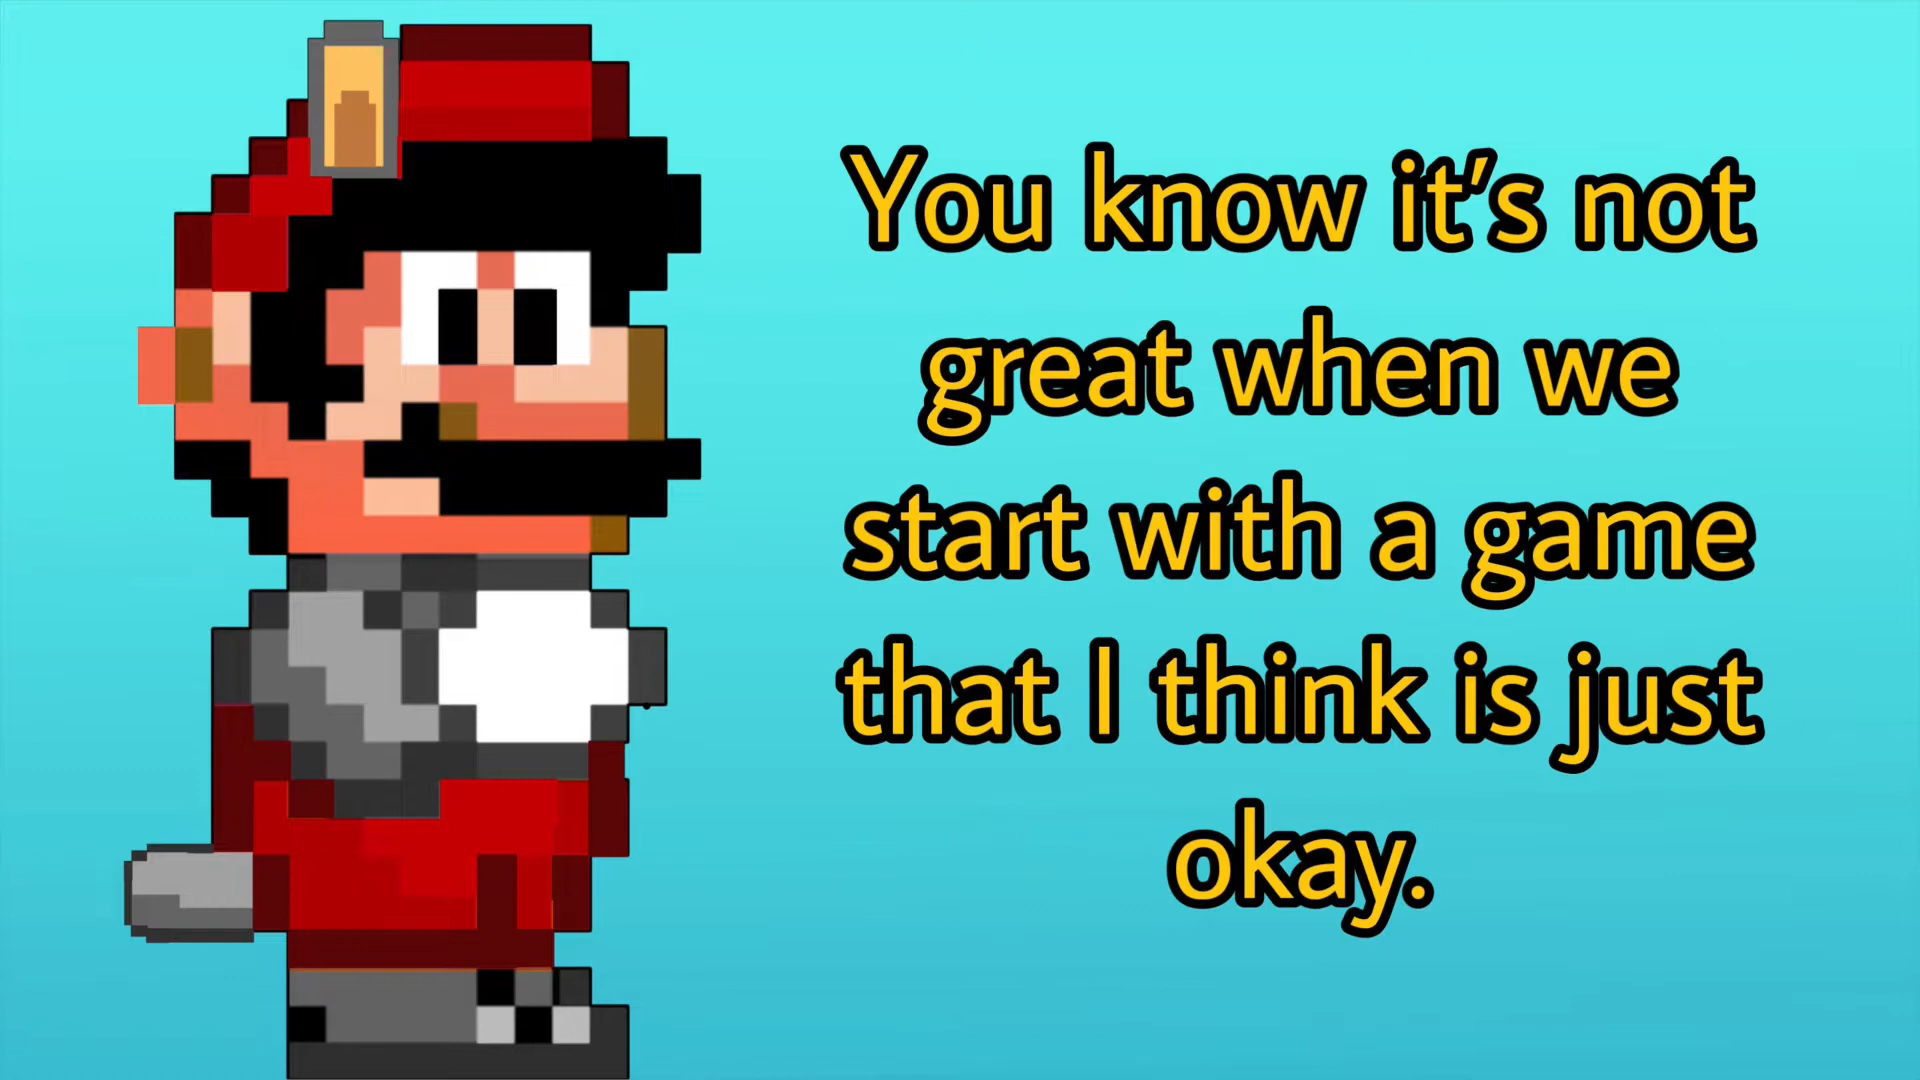 You know it's not
great when we
start with a game
that I think is just
okay.